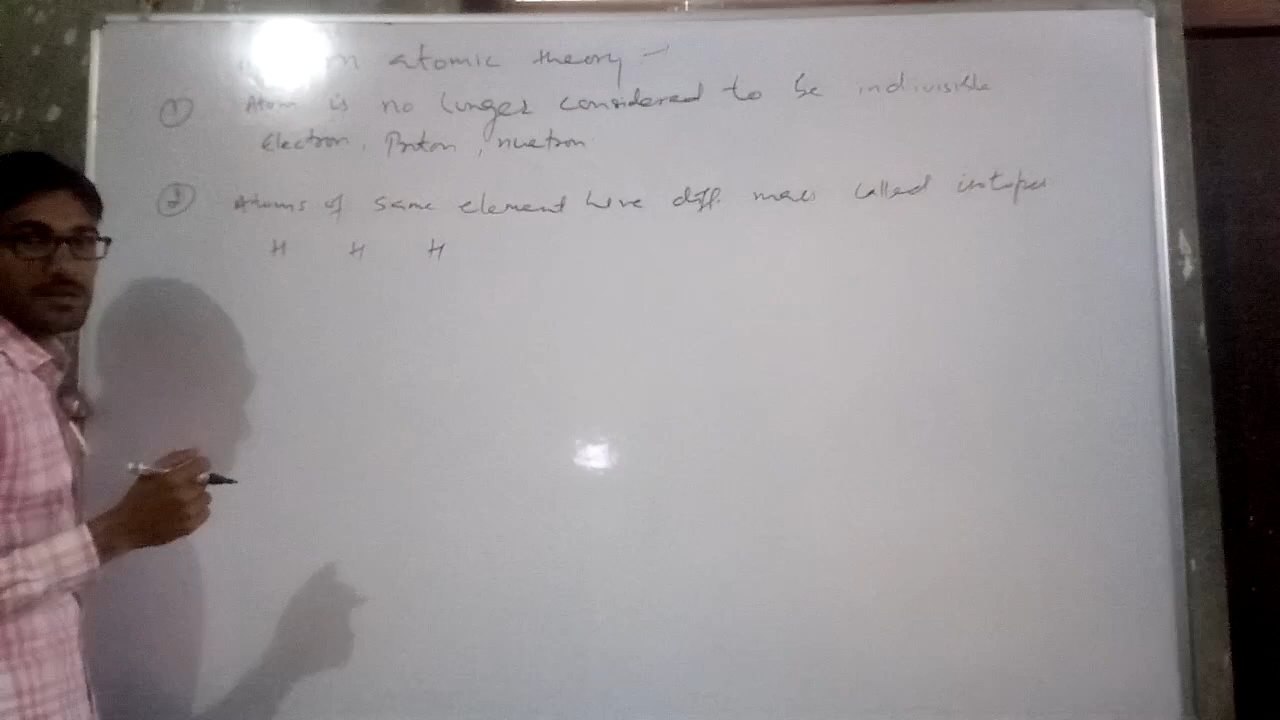 n atomic theory -
① Atom is no longer considered to be indivisible
Electron, Proton, nuetron
② Atoms of same element have diff. mass called isotopes
H H H